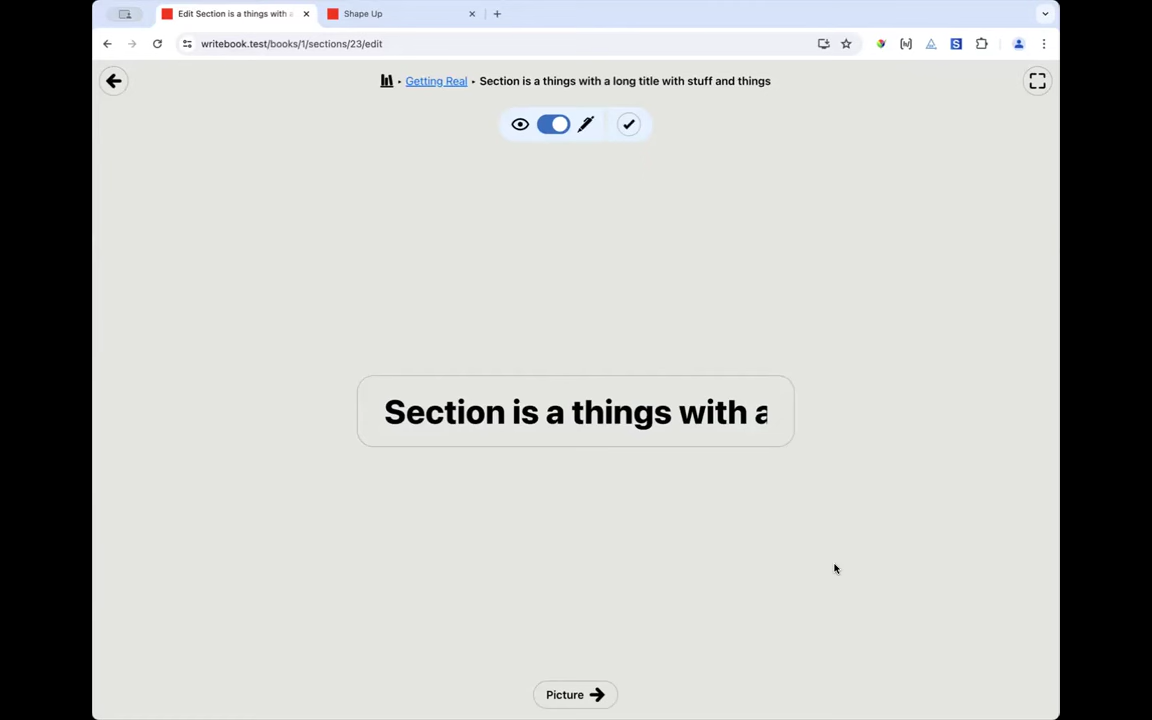 Edit Section is a things with a
Shape Up
writebook.test/books/1/sections/23/edit
Getting Real • Section is a things with a long title with stuff and things
Section is a things with a
Picture